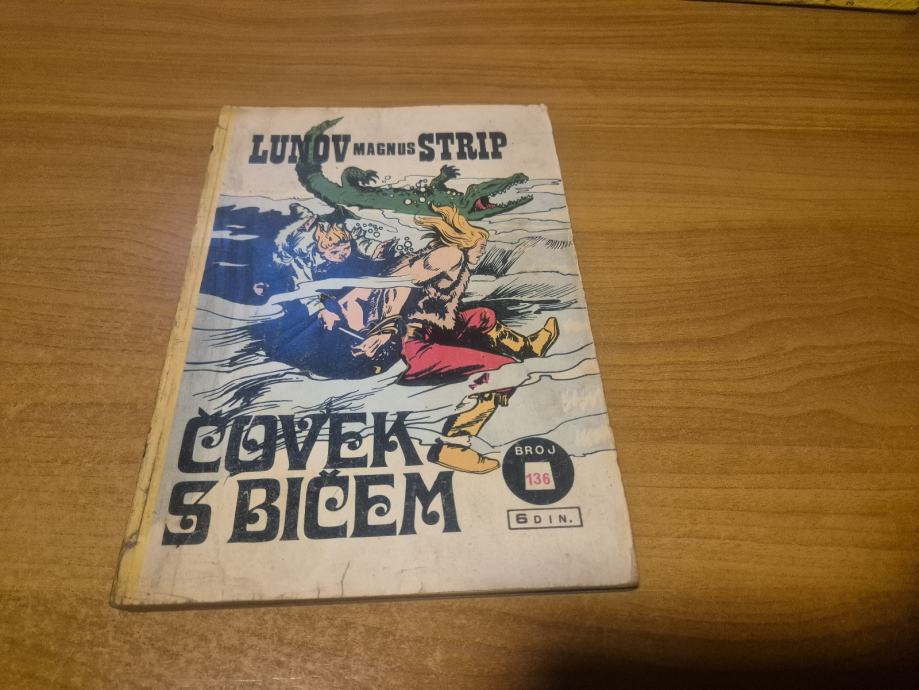 LUNOV MAGNUS STRIP
ČOVEK
S BIČEM
BROJ
136
6 DIN.